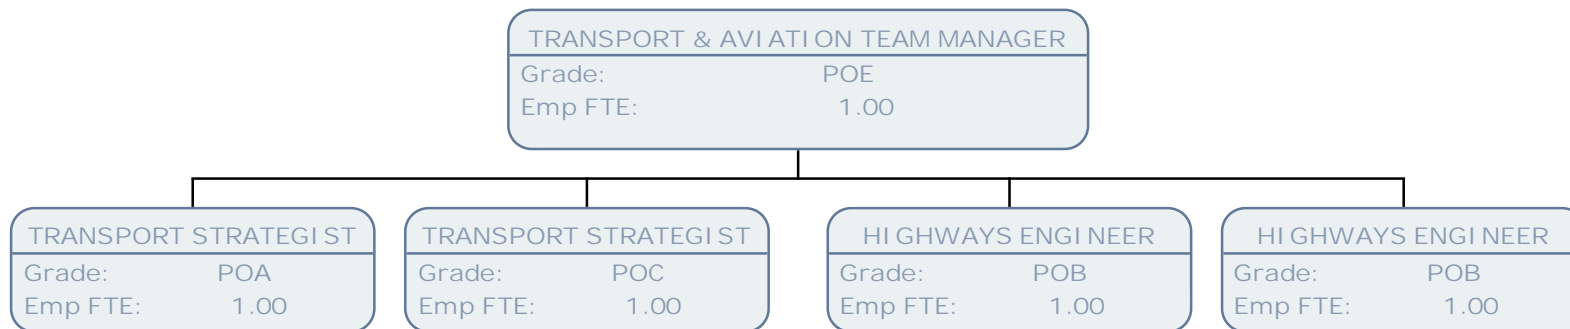 TRANSPORT & AVIATION TEAM MANAGER
Grade: POE
Emp FTE: 1.00
TRANSPORT STRATEGIST
Grade: POA
Emp FTE: 1.00
TRANSPORT STRATEGIST
Grade: POC
Emp FTE: 1.00
HIGHWAYS ENGINEER
Grade: POB
Emp FTE: 1.00
HIGHWAYS ENGINEER
Grade: POB
Emp FTE: 1.00